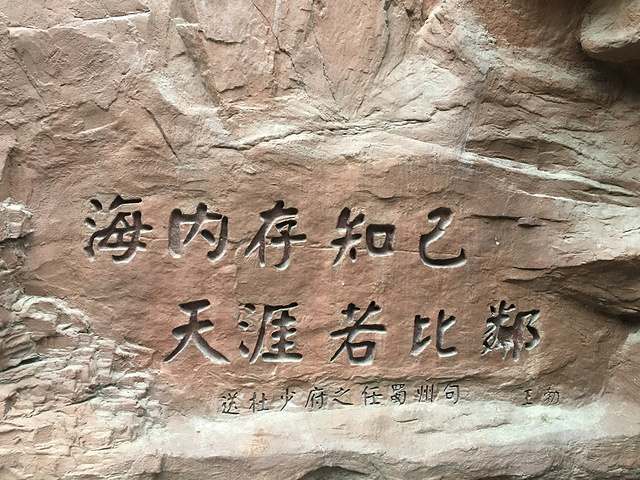 海内存知己
天涯若比鄰
送杜少府之任蜀州句 王勃